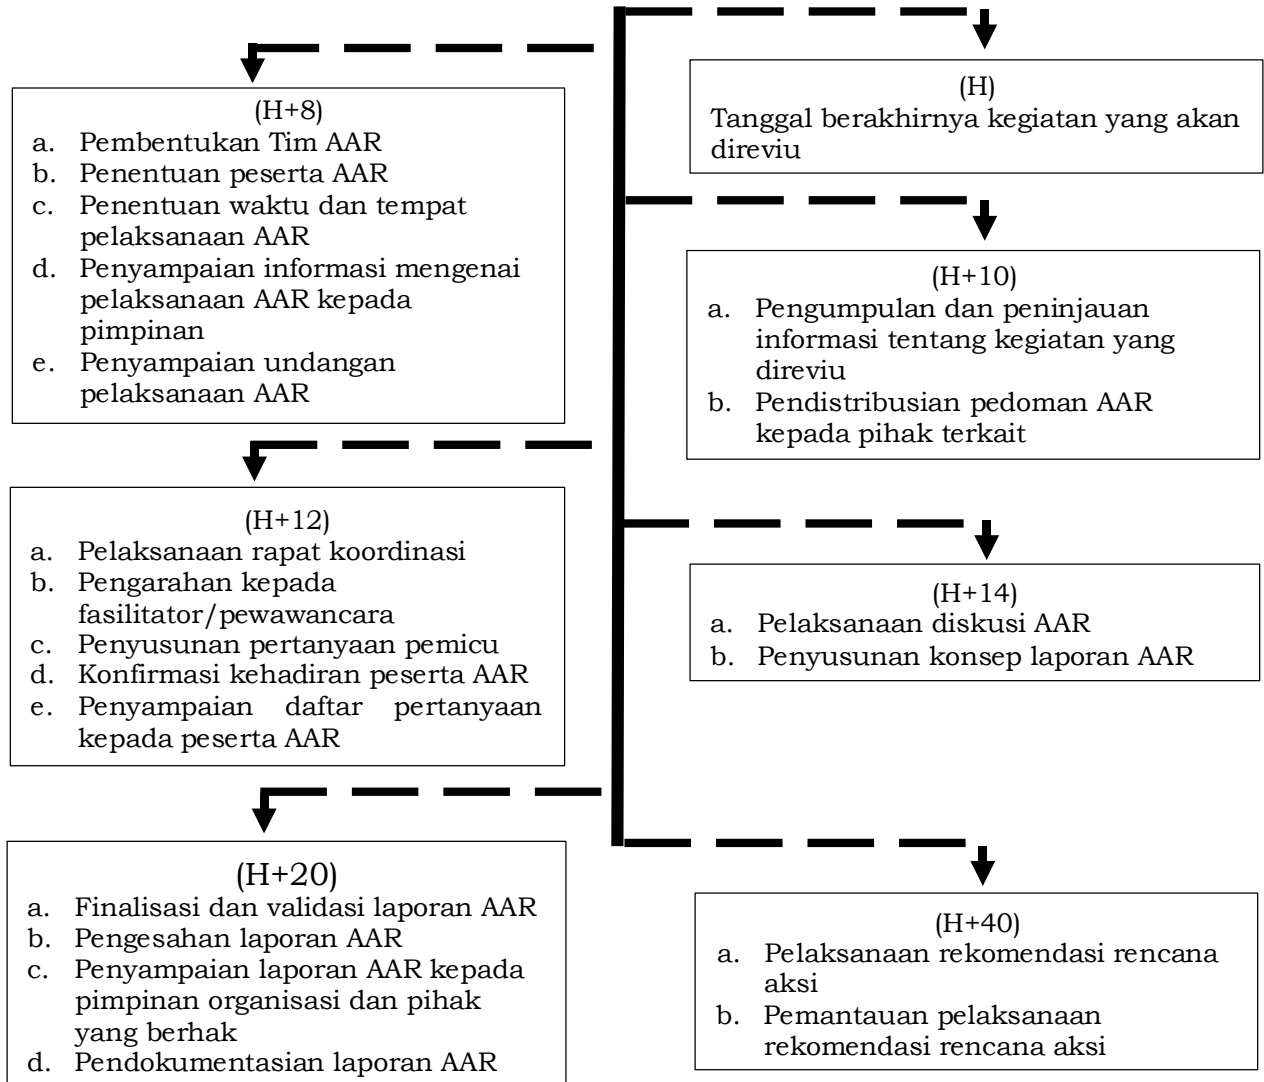 (H)
Tanggal berakhirnya kegiatan yang akan
direviu
(H+8)
a. Pembentukan Tim AAR
b. Penentuan peserta AAR
c. Penentuan waktu dan tempat
pelaksanaan AAR
d. Penyampaian informasi mengenai
pelaksanaan AAR kepada
pimpinan
e. Penyampaian undangan
pelaksanaan AAR
(H+10)
a. Pengumpulan dan peninjauan
informasi tentang kegiatan yang
direviu
b. Pendistribusian pedoman AAR
kepada pihak terkait
(H+12)
a. Pelaksanaan rapat koordinasi
b. Pengarahan kepada
fasilitator/pewawancara
c. Penyusunan pertanyaan pemicu
d. Konfirmasi kehadiran peserta AAR
e. Penyampaian daftar pertanyaan
kepada peserta AAR
(H+14)
a. Pelaksanaan diskusi AAR
b. Penyusunan konsep laporan AAR
(H+20)
a. Finalisasi dan validasi laporan AAR
b. Pengesahan laporan AAR
c. Penyampaian laporan AAR kepada
pimpinan organisasi dan pihak
yang berhak
d. Pendokumentasian laporan AAR
(H+40)
a. Pelaksanaan rekomendasi rencana
aksi
b. Pemantauan pelaksanaan
rekomendasi rencana aksi